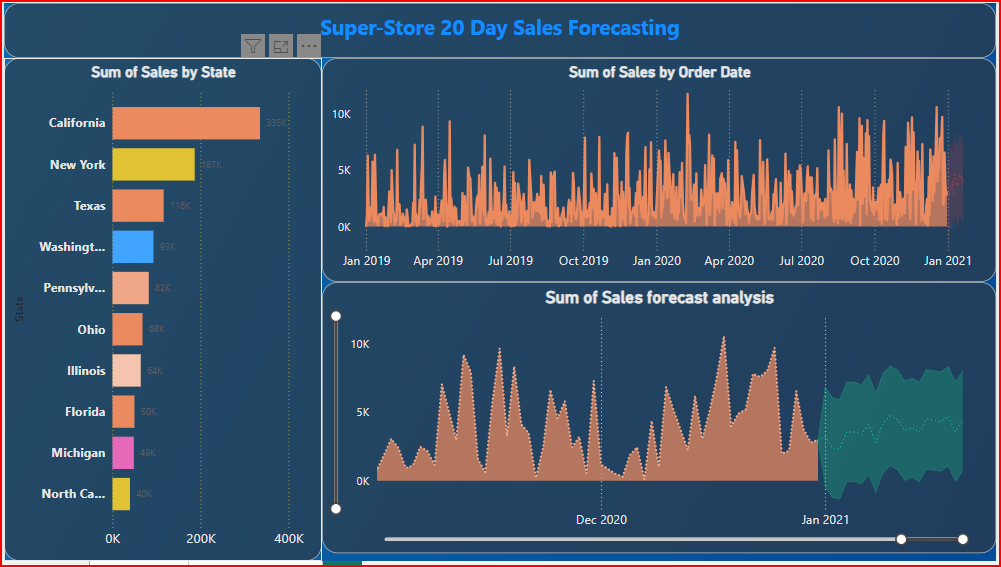 Super-Store 20 Day Sales Forecasting
Sum of Sales by State
State
California
335K
New York
187K
Texas
116K
Washingt...
93K
Pennsylv...
82K
Ohio
68K
Illinois
64K
Florida
50K
Michigan
49K
North Ca...
40K
0K 200K 400K
Sum of Sales by Order Date
10K
5K
0K
Jan 2019 Apr 2019 Jul 2019 Oct 2019 Jan 2020 Apr 2020 Jul 2020 Oct 2020 Jan 2021
Sum of Sales forecast analysis
10K
5K
0K
Dec 2020 Jan 2021